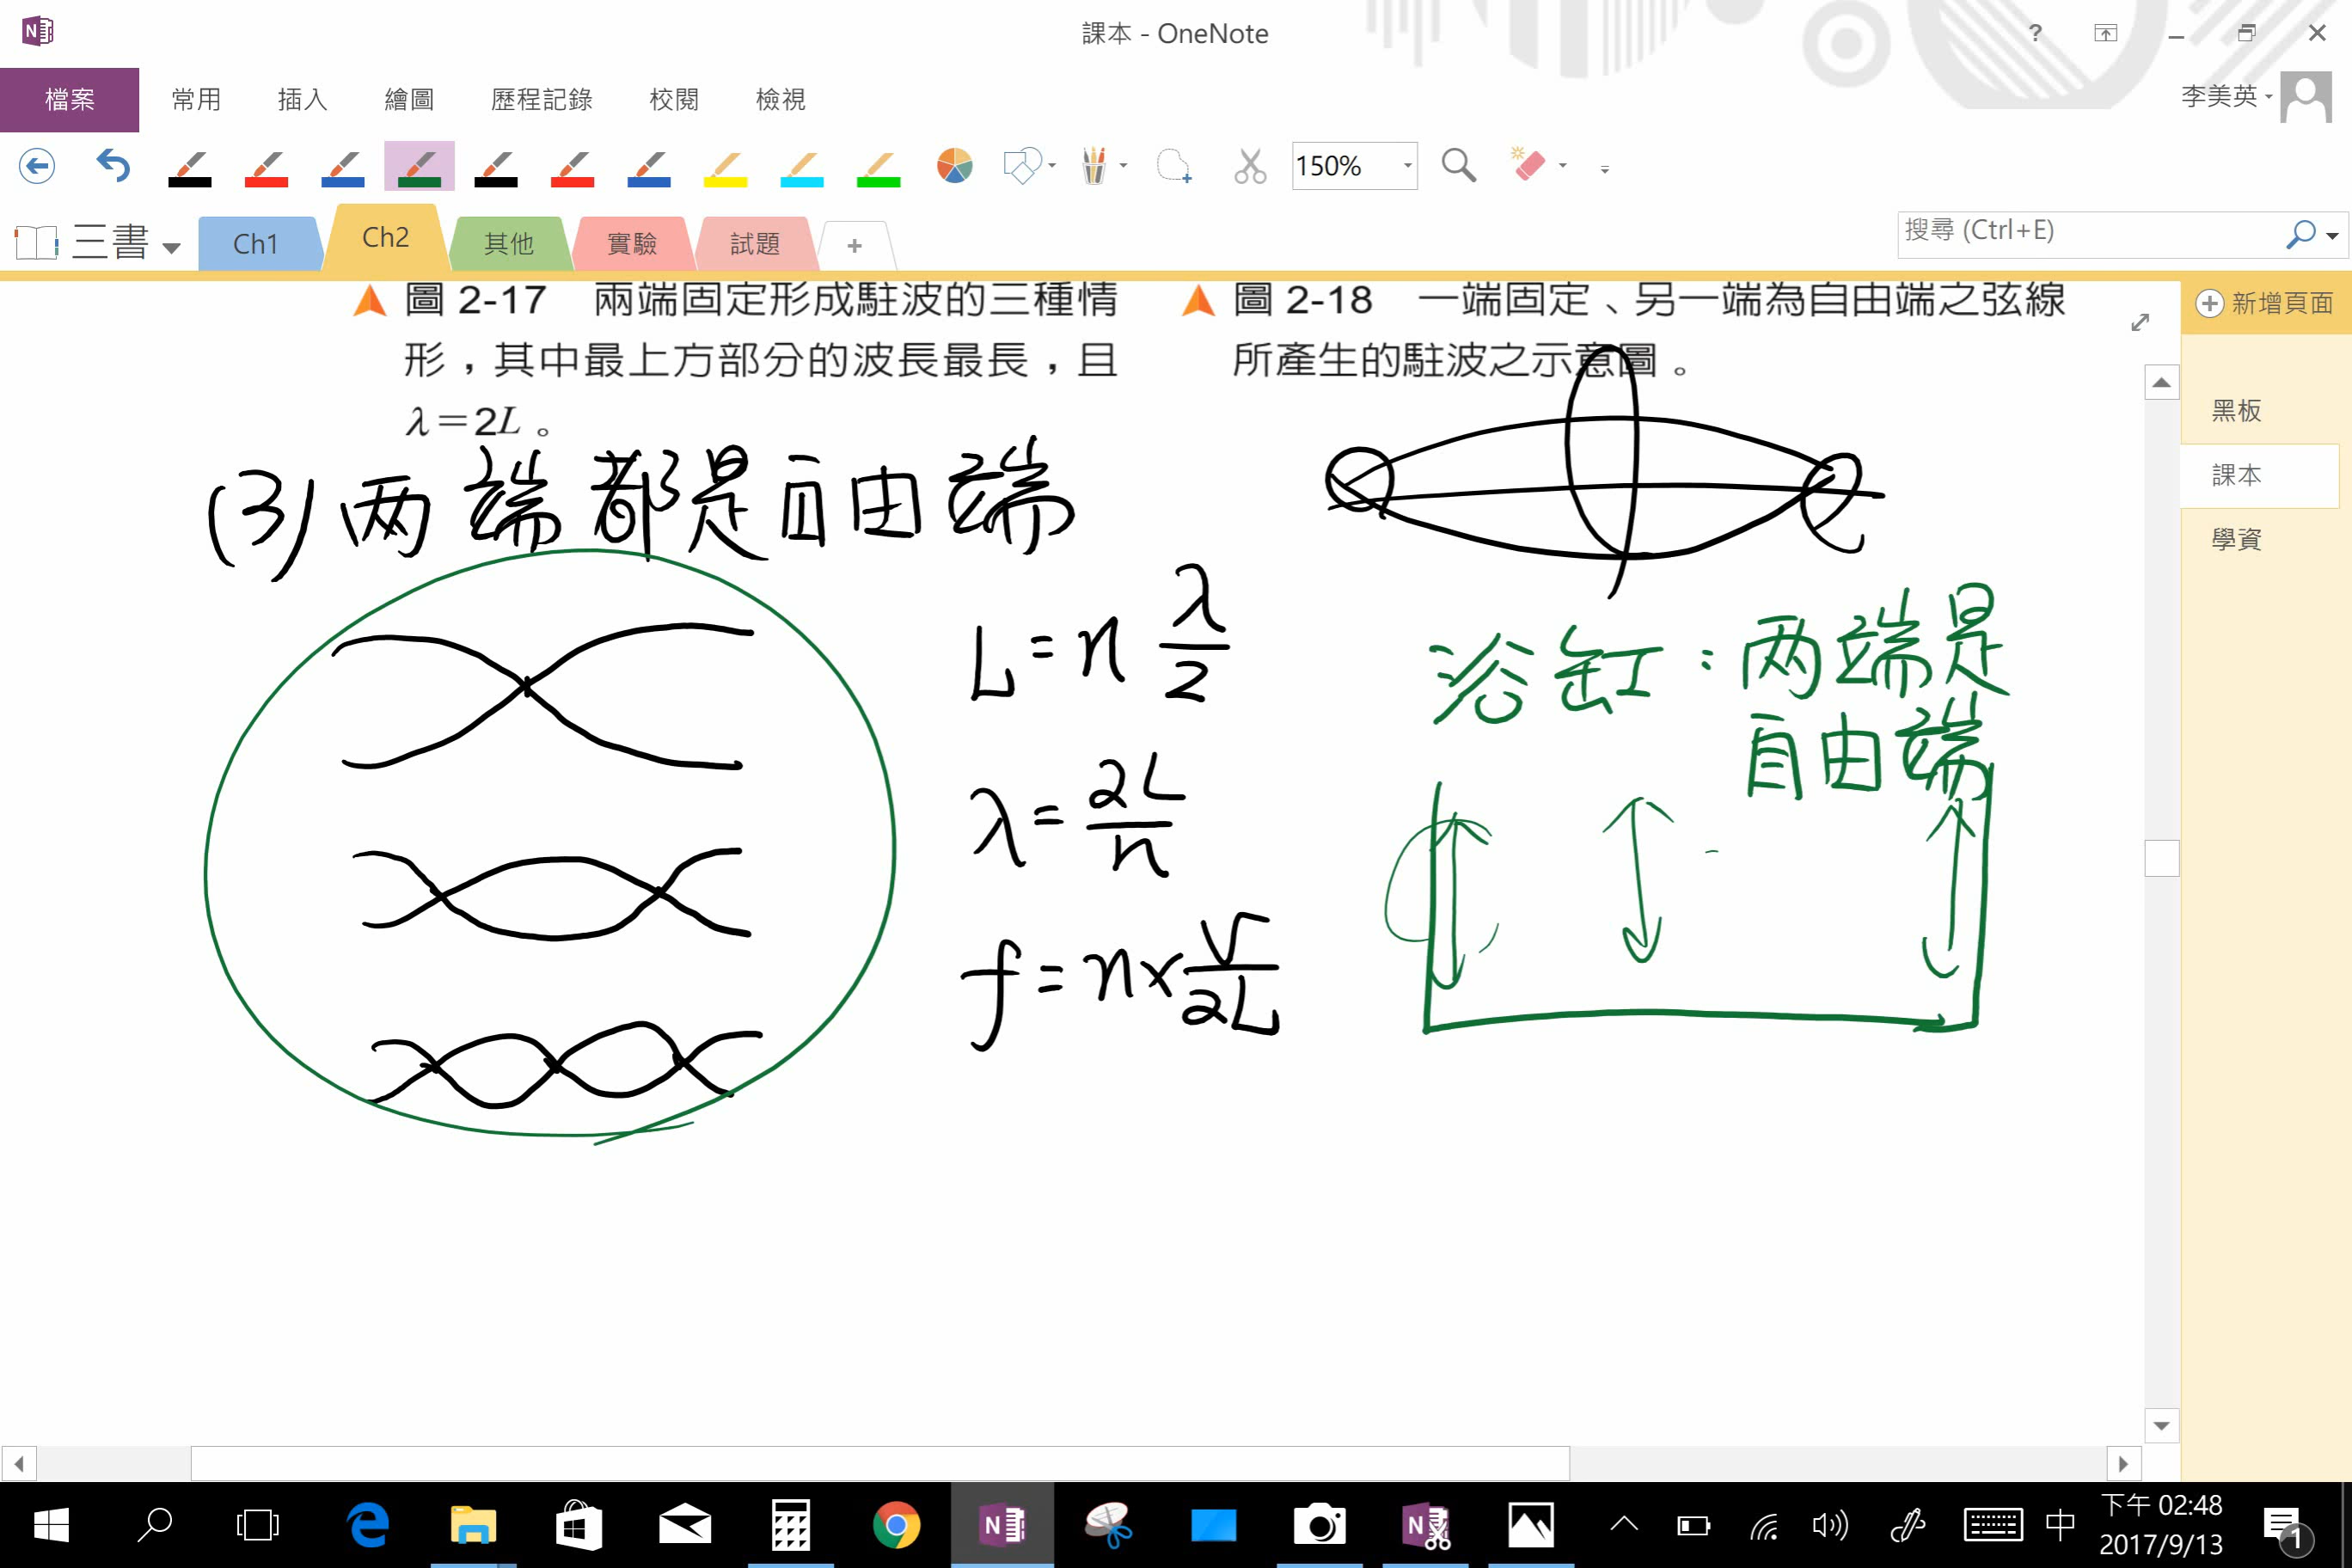 課本 - OneNote
?
檔案
常用
插入
繪圖
歷程記錄
校閱
檢視
李美英
150%
三書
Ch1
Ch2
其他
實驗
試題
+
搜尋 (Ctrl+E)
圖 2-17 兩端固定形成駐波的三種情
形，其中最上方部分的波長最長，且
λ＝2L。
圖 2-18 一端固定、另一端為自由端之弦線
所產生的駐波之示意圖。
新增頁面
黑板
課本
學資
(3) 两端都是自由端
L = n λ/2
λ = 2L/n
f = n× v/2L
浴缸：两端是
自由端
中
下午 02:48
2017/9/13
1